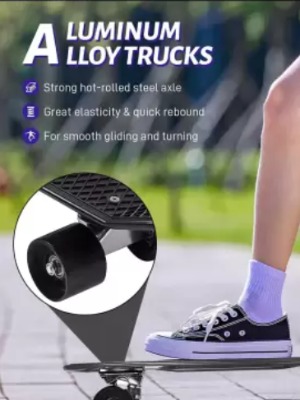 ALUMINUM
ALLOY TRUCKS
Strong hot-rolled steel axle
Great elasticity & quick rebound
For smooth gliding and turning